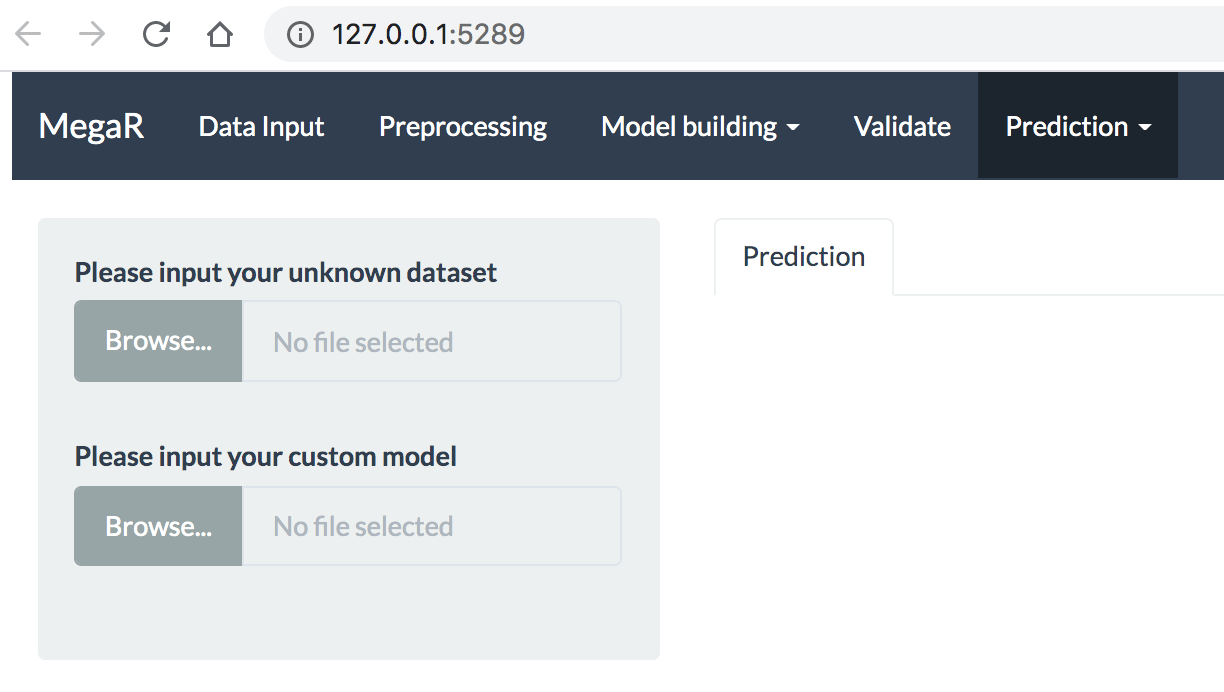 127.0.0.1:5289
MegaR Data Input Preprocessing Model building Validate Prediction
Please input your unknown dataset
Browse... No file selected
Please input your custom model
Browse... No file selected
Prediction